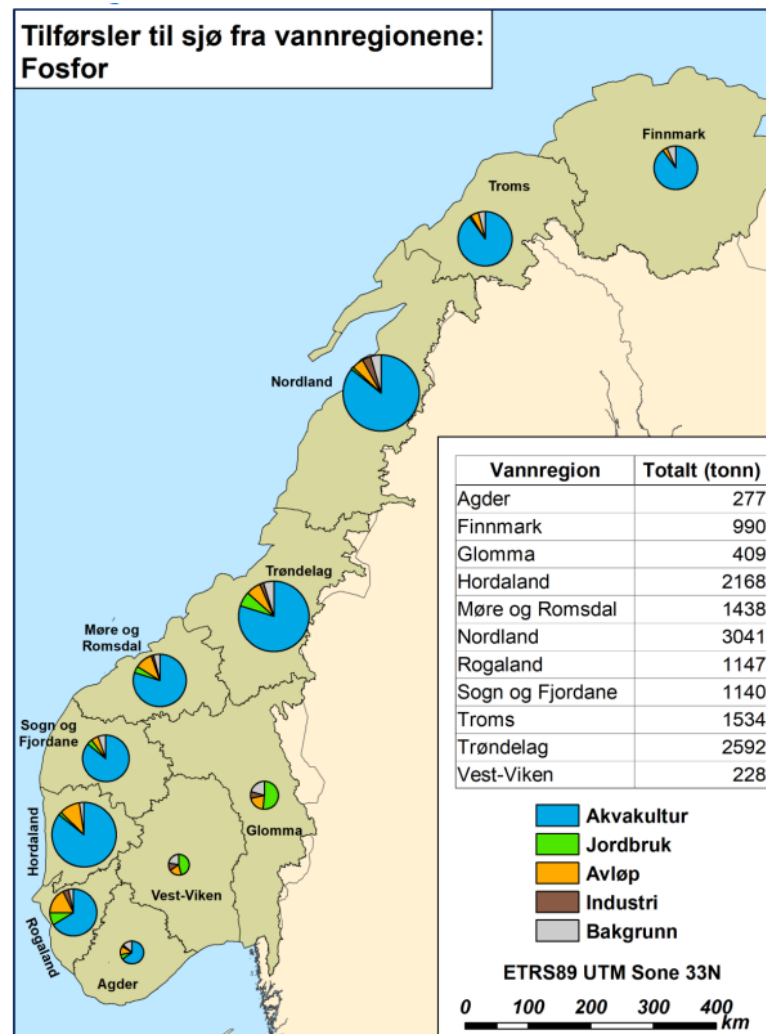 Tilførsler til sjø fra vannregionene:
Fosfor
Finnmark
Troms
Nordland
Trøndelag
Møre og
Romsdal
Sogn og
Fjordane
Hordaland
Glomma
Vest-Viken
Rogaland
Agder
Vannregion Totalt (tonn)
Agder 277
Finnmark 990
Glomma 409
Hordaland 2168
Møre og Romsdal 1438
Nordland 3041
Rogaland 1147
Sogn og Fjordane 1140
Troms 1534
Trøndelag 2592
Vest-Viken 228
Akvakultur
Jordbruk
Avløp
Industri
Bakgrunn
ETRS89 UTM Sone 33N
0 100 200 300 400
km